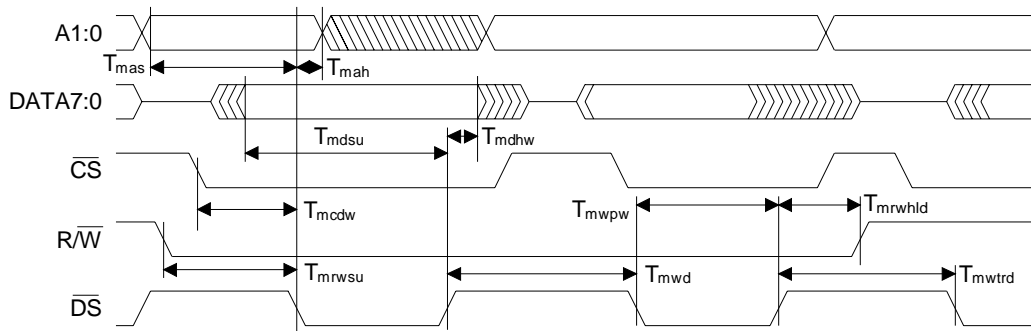 A1:0
Tmas
Tmah
DATA7:0
Tmdsu
Tmdhw
CS
Tmcdw
Tmwpw
Tmrwhld
R/W
Tmrwsu
Tmwd
Tmwtrd
DS